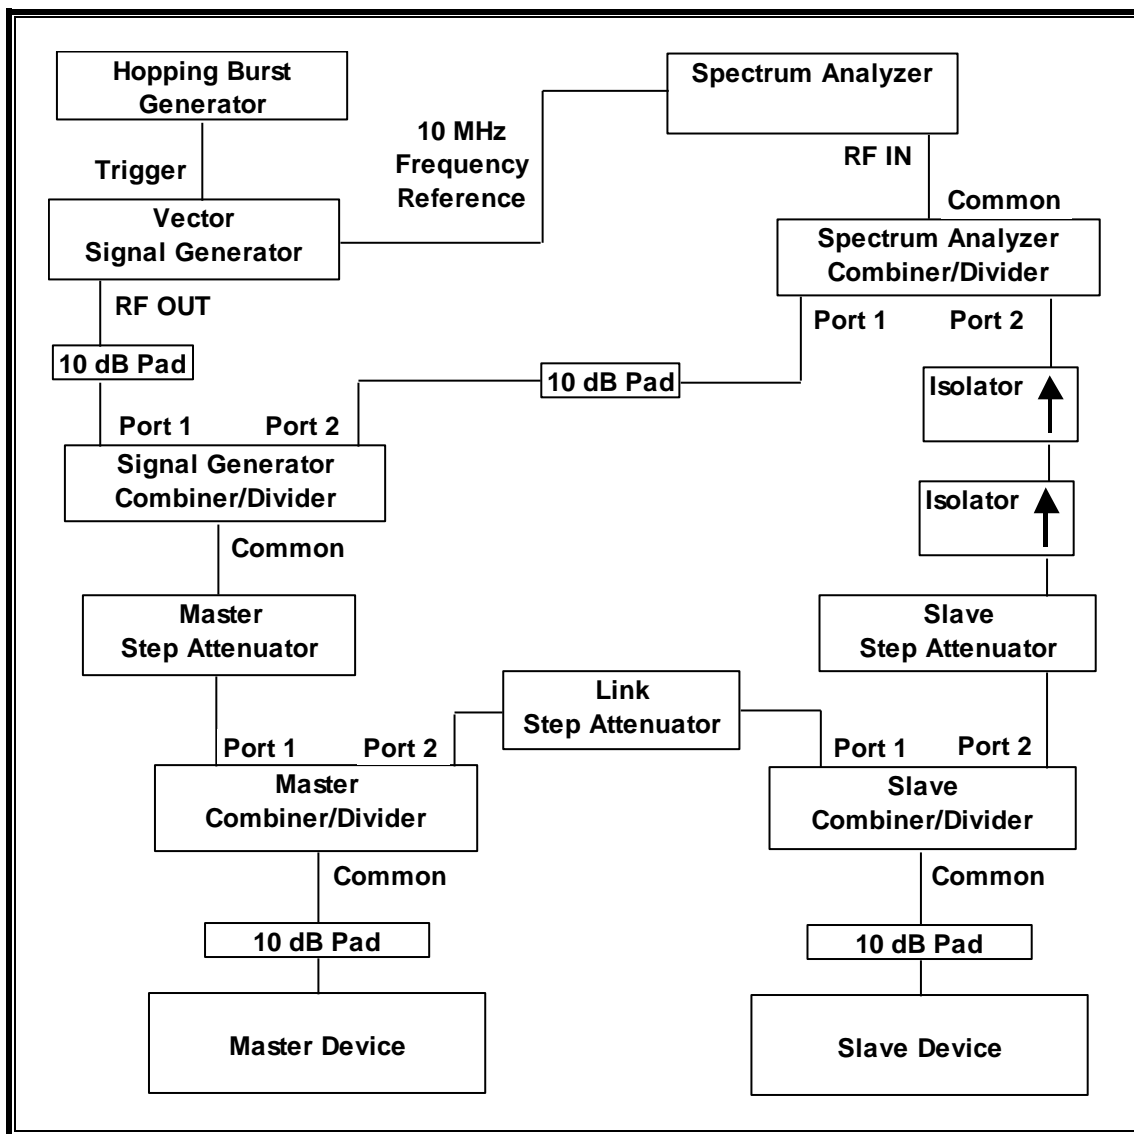 Hopping Burst
Generator
Spectrum Analyzer
10 MHz
Frequency
Reference
RF IN
Trigger
Common
Vector
Signal Generator
Spectrum Analyzer
Combiner/Divider
RF OUT
Port 1
Port 2
10 dB Pad
10 dB Pad
Isolator
Port 1
Port 2
Signal Generator
Combiner/Divider
Isolator
Common
Master
Step Attenuator
Slave
Step Attenuator
Link
Step Attenuator
Port 1
Port 2
Port 1
Port 2
Master
Combiner/Divider
Slave
Combiner/Divider
Common
Common
10 dB Pad
10 dB Pad
Master Device
Slave Device